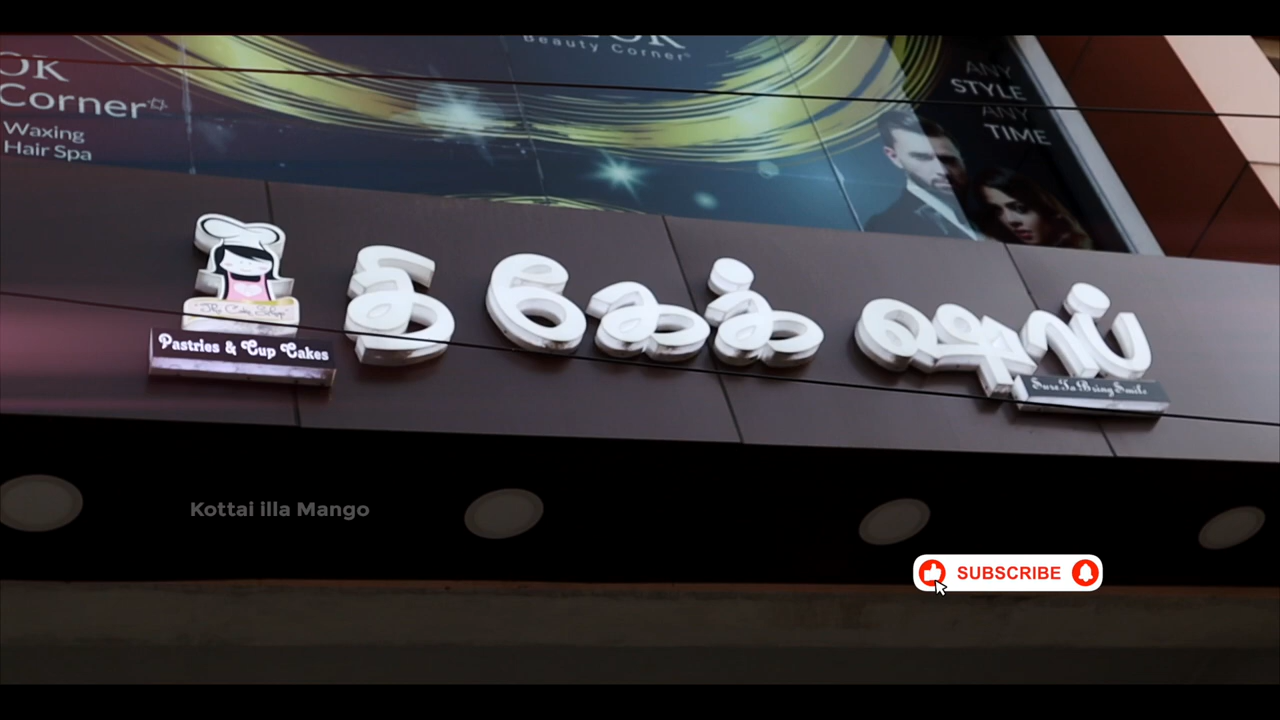 OK
Corner
Waxing
Hair Spa
Beauty Corner
ANY
STYLE
ANY
TIME
"The Cake Shop"
Pastries & Cup Cakes
தி கேக் ஷாப்
Sure To Bring Smile
Kottai illa Mango
SUBSCRIBE